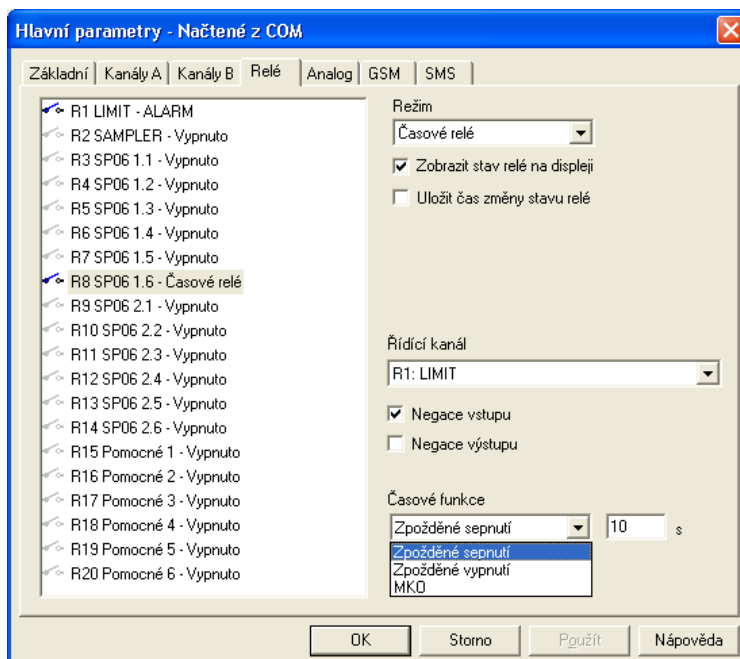 Hlavní parametry - Načtené z COM
Základní Kanály A Kanály B Relé Analog GSM SMS
R1 LIMIT - ALARM
R2 SAMPLER - Vypnuto
R3 SP06 1.1 - Vypnuto
R4 SP06 1.2 - Vypnuto
R5 SP06 1.3 - Vypnuto
R6 SP06 1.4 - Vypnuto
R7 SP06 1.5 - Vypnuto
R8 SP06 1.6 - Časové relé
R9 SP06 2.1 - Vypnuto
R10 SP06 2.2 - Vypnuto
R11 SP06 2.3 - Vypnuto
R12 SP06 2.4 - Vypnuto
R13 SP06 2.5 - Vypnuto
R14 SP06 2.6 - Vypnuto
R15 Pomocné 1 - Vypnuto
R16 Pomocné 2 - Vypnuto
R17 Pomocné 3 - Vypnuto
R18 Pomocné 4 - Vypnuto
R19 Pomocné 5 - Vypnuto
R20 Pomocné 6 - Vypnuto
Režim
Časové relé
Zobrazit stav relé na displeji
Uložit čas změny stavu relé
Řídící kanál
R1: LIMIT
Negace vstupu
Negace výstupu
Časové funkce
Zpožděné sepnutí 10 s
Zpožděné sepnutí
Zpožděné vypnutí
MKO
OK Storno Použít Nápověda